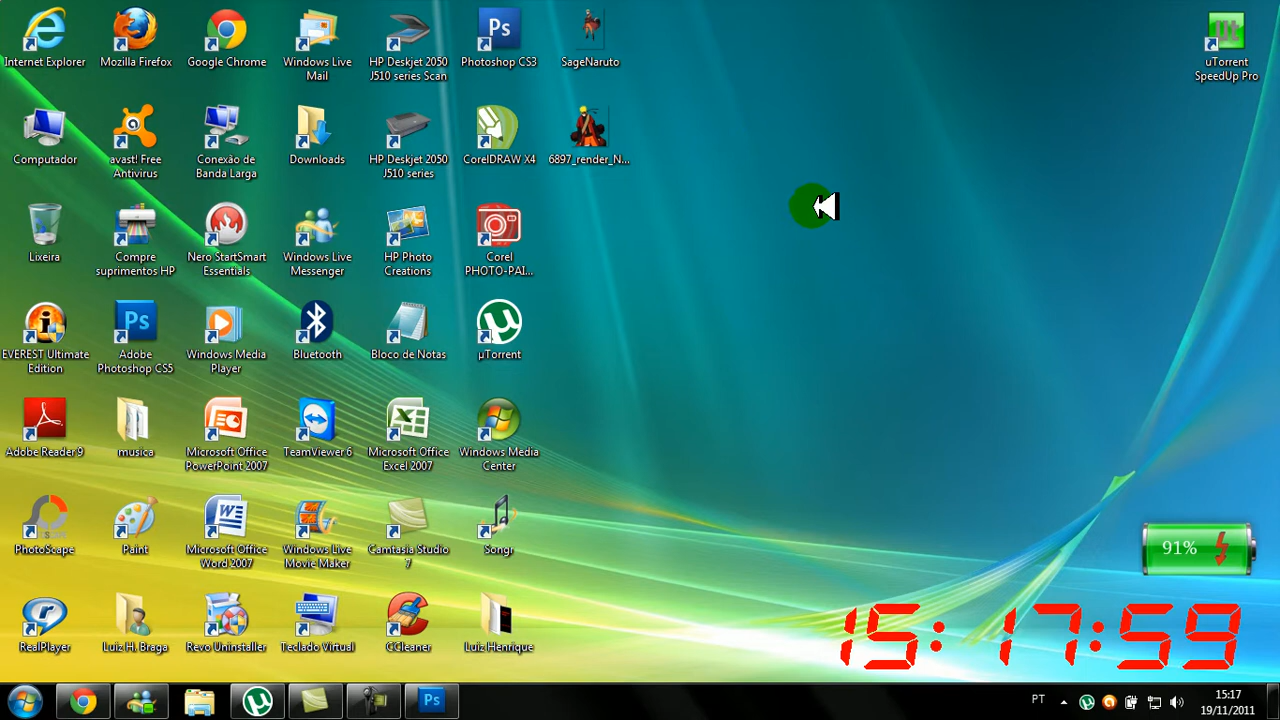 Internet Explorer
Mozilla Firefox
Google Chrome
Windows Live
Mail
HP Deskjet 2050
J510 series Scan
Ps
Photoshop CS3
SageNaruto
µt
uTorrent
SpeedUp Pro
Computador
avast! Free
Antivirus
Conexão de
Banda Larga
Downloads
HP Deskjet 2050
J510 series
CorelDRAW X4
6897_render_N...
Lixeira
Compre
suprimentos HP
Nero StartSmart
Essentials
Windows Live
Messenger
HP Photo
Creations
Corel
PHOTO-PAI...
EVEREST Ultimate
Edition
Ps
Adobe
Photoshop CS5
Windows Media
Player
Bluetooth
Bloco de Notas
µTorrent
Adobe Reader 9
musica
Microsoft Office
PowerPoint 2007
TeamViewer 6
Microsoft Office
Excel 2007
Windows Media
Center
PhotoScape
Paint
Microsoft Office
Word 2007
Windows Live
Movie Maker
Camtasia Studio
7
Songr
91%
RealPlayer
Luiz H. Braga
Revo Uninstaller
Teclado Virtual
CCleaner
Luiz Henrique
15:17:59
Ps
PT
15:17
19/11/2011